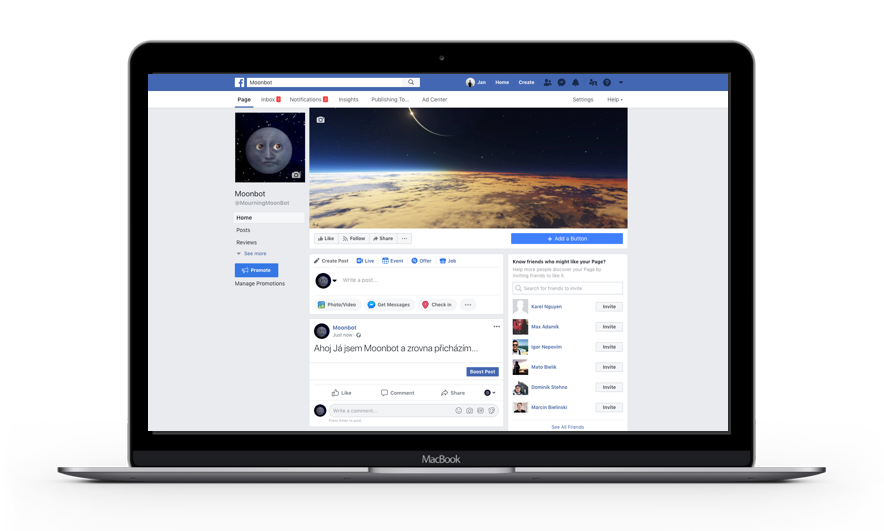 Moonbot
Jan
Home
Create
Page
Inbox 1
Notifications 3
Insights
Publishing To...
Ad Center
Settings
Help
Moonbot
@MourningMoonBot
Home
Posts
Reviews
See more
Promote
Manage Promotions
Like
Follow
Share
+ Add a Button
Create Post
Live
Event
Offer
Job
Write a post...
Photo/Video
Get Messages
Check in
Moonbot
Just now
Ahoj Já jsem Moonbot a zrovna přicházím...
Boost Post
Like
Comment
Share
Write a comment...
Press Enter to post.
Know friends who might like your Page?
Help more people discover your Page by
inviting friends to like it.
Search for friends to invite
Karel Nguyen Invite
Max Adamik Invite
Igor Nepovím Invite
Mato Bielik Invite
Dominik Stehno Invite
Marcin Bielinski Invite
See All Friends
MacBook